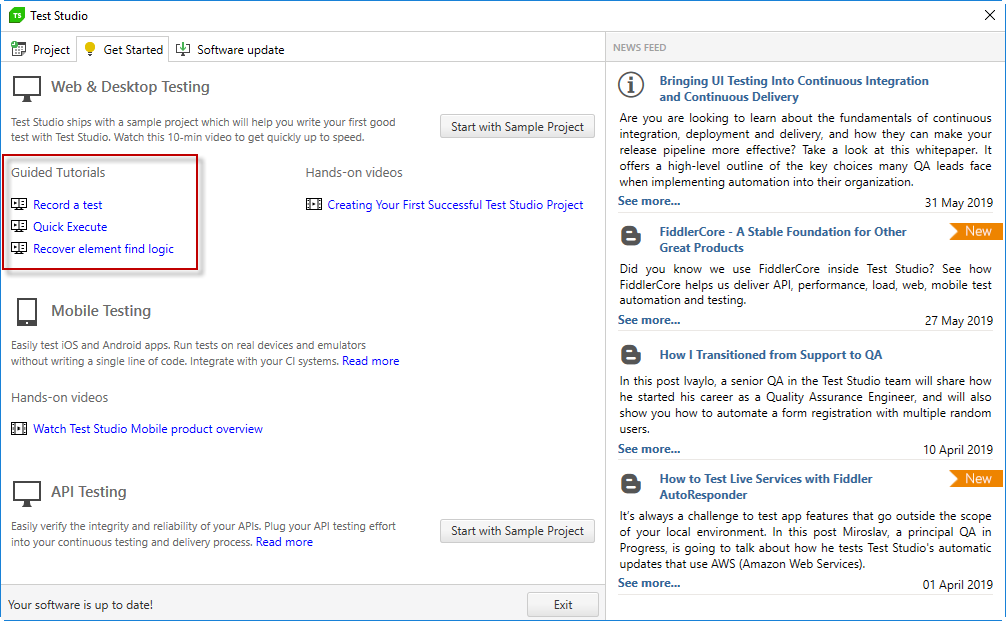 Test Studio
Project
Get Started
Software update
Web & Desktop Testing
Test Studio ships with a sample project which will help you write your first good
test with Test Studio. Watch this 10-min video to get quickly up to speed.
Start with Sample Project
Guided Tutorials
Record a test
Quick Execute
Recover element find logic
Hands-on videos
Creating Your First Successful Test Studio Project
Mobile Testing
Easily test iOS and Android apps. Run tests on real devices and emulators
without writing a single line of code. Integrate with your CI systems. Read more
Hands-on videos
Watch Test Studio Mobile product overview
API Testing
Easily verify the integrity and reliability of your APIs. Plug your API testing effort
into your continuous testing and delivery process. Read more
Start with Sample Project
Your software is up to date!
Exit
NEWS FEED
Bringing UI Testing Into Continuous Integration
and Continuous Delivery
Are you are looking to learn about the fundamentals of continuous
integration, deployment and delivery, and how they can make your
release pipeline more effective? Take a look at this whitepaper. It
offers a high-level outline of the key choices many QA leads face
when implementing automation into their organization.
See more...
31 May 2019
FiddlerCore - A Stable Foundation for Other
Great Products
New
Did you know we use FiddlerCore inside Test Studio? See how
FiddlerCore helps us deliver API, performance, load, web, mobile test
automation and testing.
See more...
27 May 2019
How I Transitioned from Support to QA
In this post Ivaylo, a senior QA in the Test Studio team will share how
he started his career as a Quality Assurance Engineer, and will also
show you how to automate a form registration with multiple random
users.
See more...
10 April 2019
How to Test Live Services with Fiddler
AutoResponder
New
It's always a challenge to test app features that go outside the scope
of your local environment. In this post Miroslav, a principal QA in
Progress, is going to talk about how he tests Test Studio's automatic
updates that use AWS (Amazon Web Services).
See more...
01 April 2019